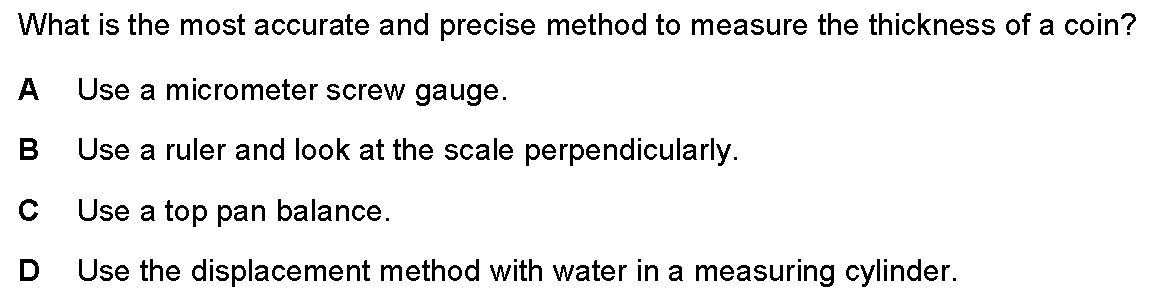 What is the most accurate and precise method to measure the thickness of a coin?
A Use a micrometer screw gauge.
B Use a ruler and look at the scale perpendicularly.
C Use a top pan balance.
D Use the displacement method with water in a measuring cylinder.